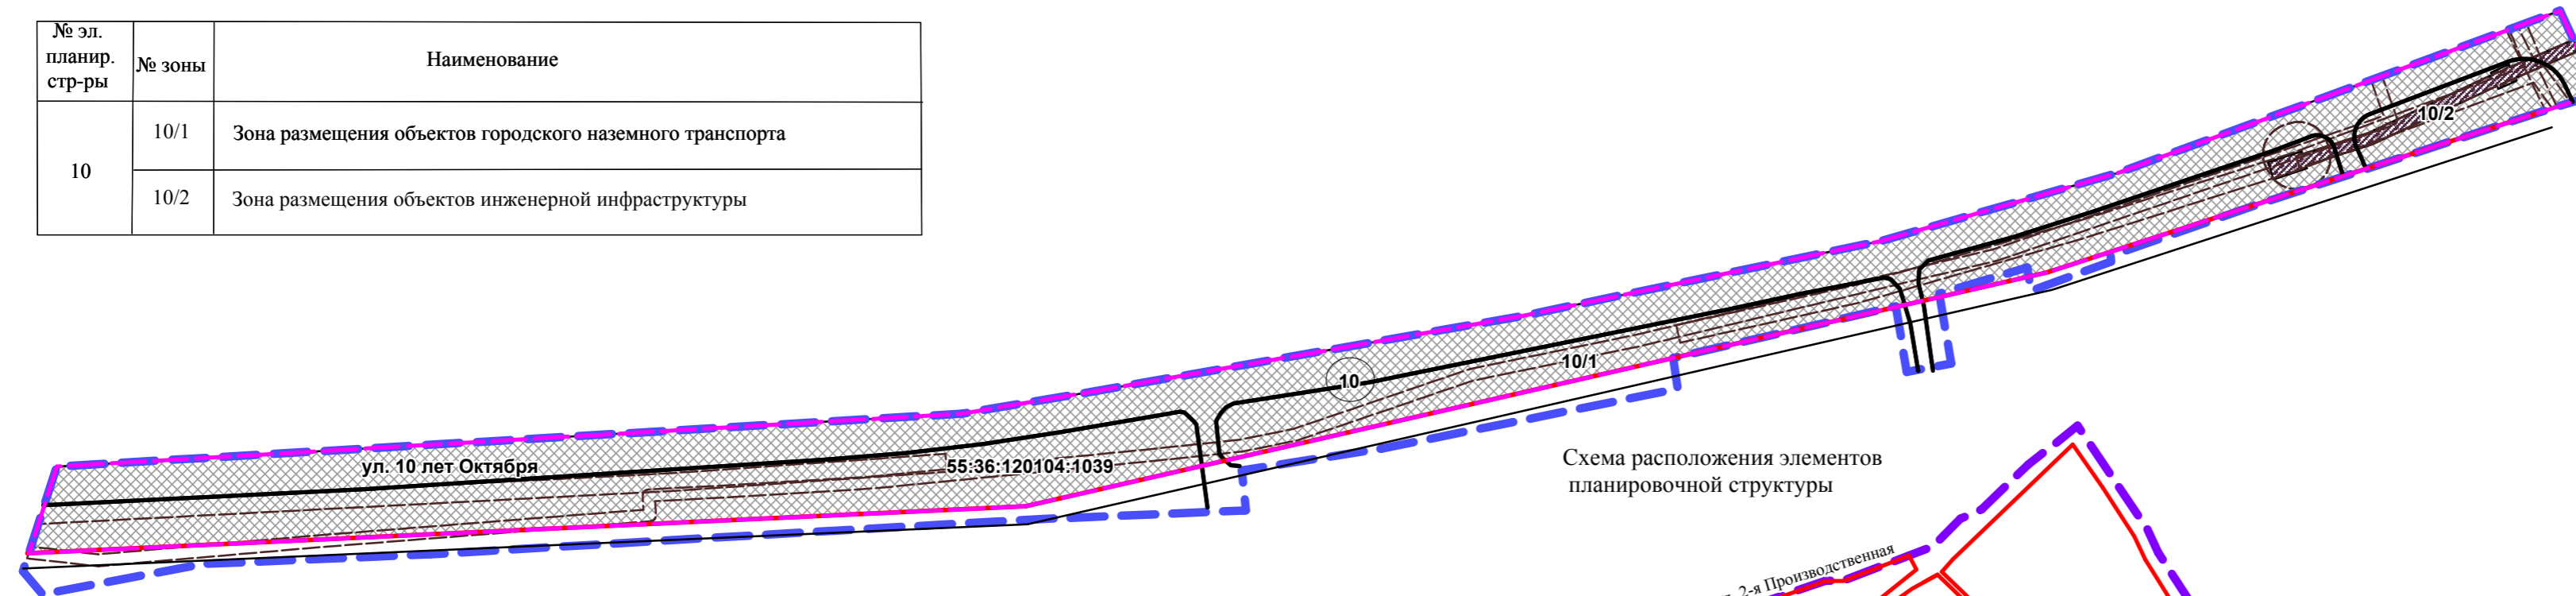 № эл.
планир.
стр-ры
№ зоны
Наименование
10
10/1
Зона размещения объектов городского наземного транспорта
10/2
Зона размещения объектов инженерной инфраструктуры
10/2
10/1
10
ул. 10 лет Октября
55:36:120104:1039
Схема расположения элементов
планировочной структуры
2-я Производственная